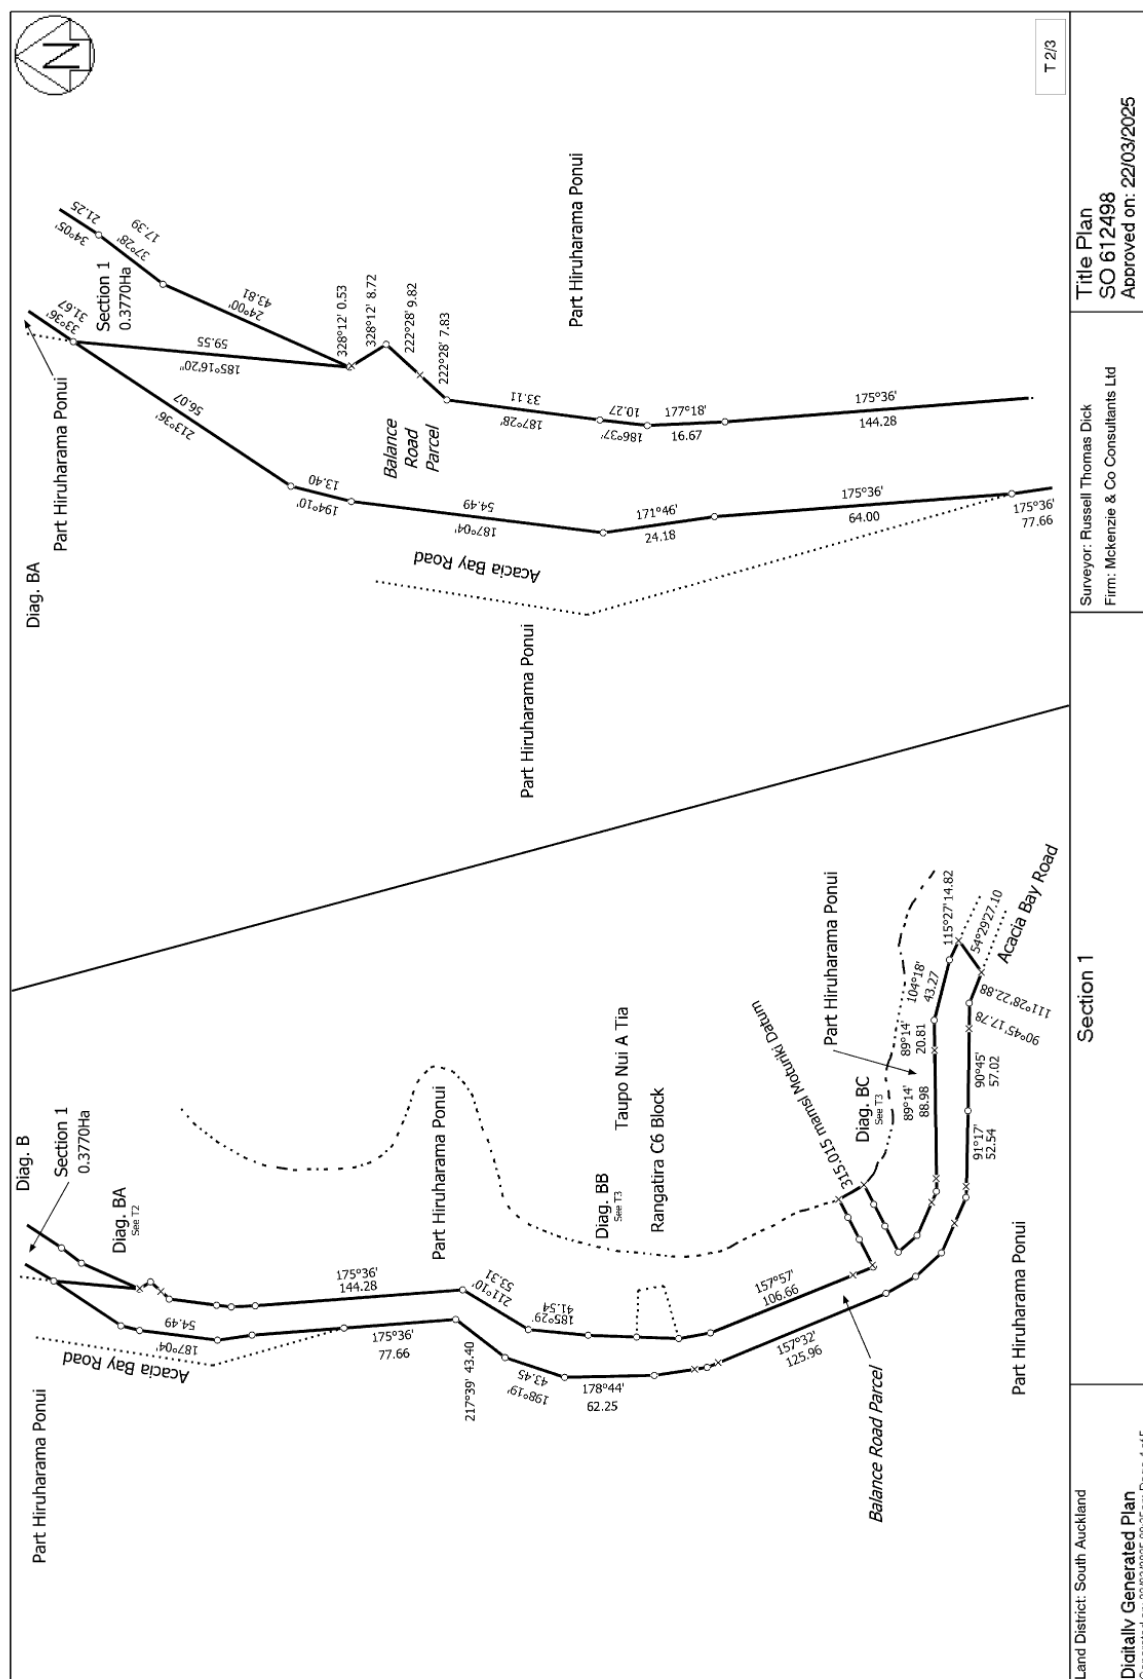 N
T 2/3
Diag. BA
Part Hiruharama Ponui
33°36'
31.67
Section 1
0.3770Ha
34°05'
21.25
37°28'
17.39
24°00'
43.81
185°16'20"
59.55
213°36'
56.07
328°12' 0.53
328°12' 8.72
222°28' 9.82
222°28' 7.83
Balance
Road
Parcel
194°10'
13.40
187°04'
54.49
187°28'
33.11
186°37'
10.27
177°18'
16.97
171°46'
24.18
175°36'
144.28
175°36'
64.00
175°36'
77.66
Acacia Bay Road
Part Hiruharama Ponui
Part Hiruharama Ponui
Diag. B
Section 1
0.3770Ha
Diag. BA
See T2
Part Hiruharama Ponui
Acacia Bay Road
187°04'
54.49
175°36'
144.28
175°36'
77.66
Part Hiruharama Ponui
211°10'
53.31
217°39' 43.40
198°19'
43.45
185°29'
41.54
178°44'
62.25
Diag. BB
See T3
Taupo Nui A Tia
Rangatira C6 Block
157°57'
106.66
157°32'
125.96
Balance Road Parcel
315.015 mamsl Moturiki Datum
Diag. BC
See T3
Part Hiruharama Ponui
89°14'
88.98
89°14'
20.81
104°18'
43.27
115°27'14.82
54°29'27.10
Acacia Bay Road
111°28'22.88
90°45'17.78
90°45'
57.02
91°17'
52.54
Part Hiruharama Ponui
Land District: South Auckland
Digitally Generated Plan
Section 1
Surveyor: Russell Thomas Dick
Firm: Mckenzie & Co Consultants Ltd
Title Plan
SO 612498
Approved on: 22/03/2025